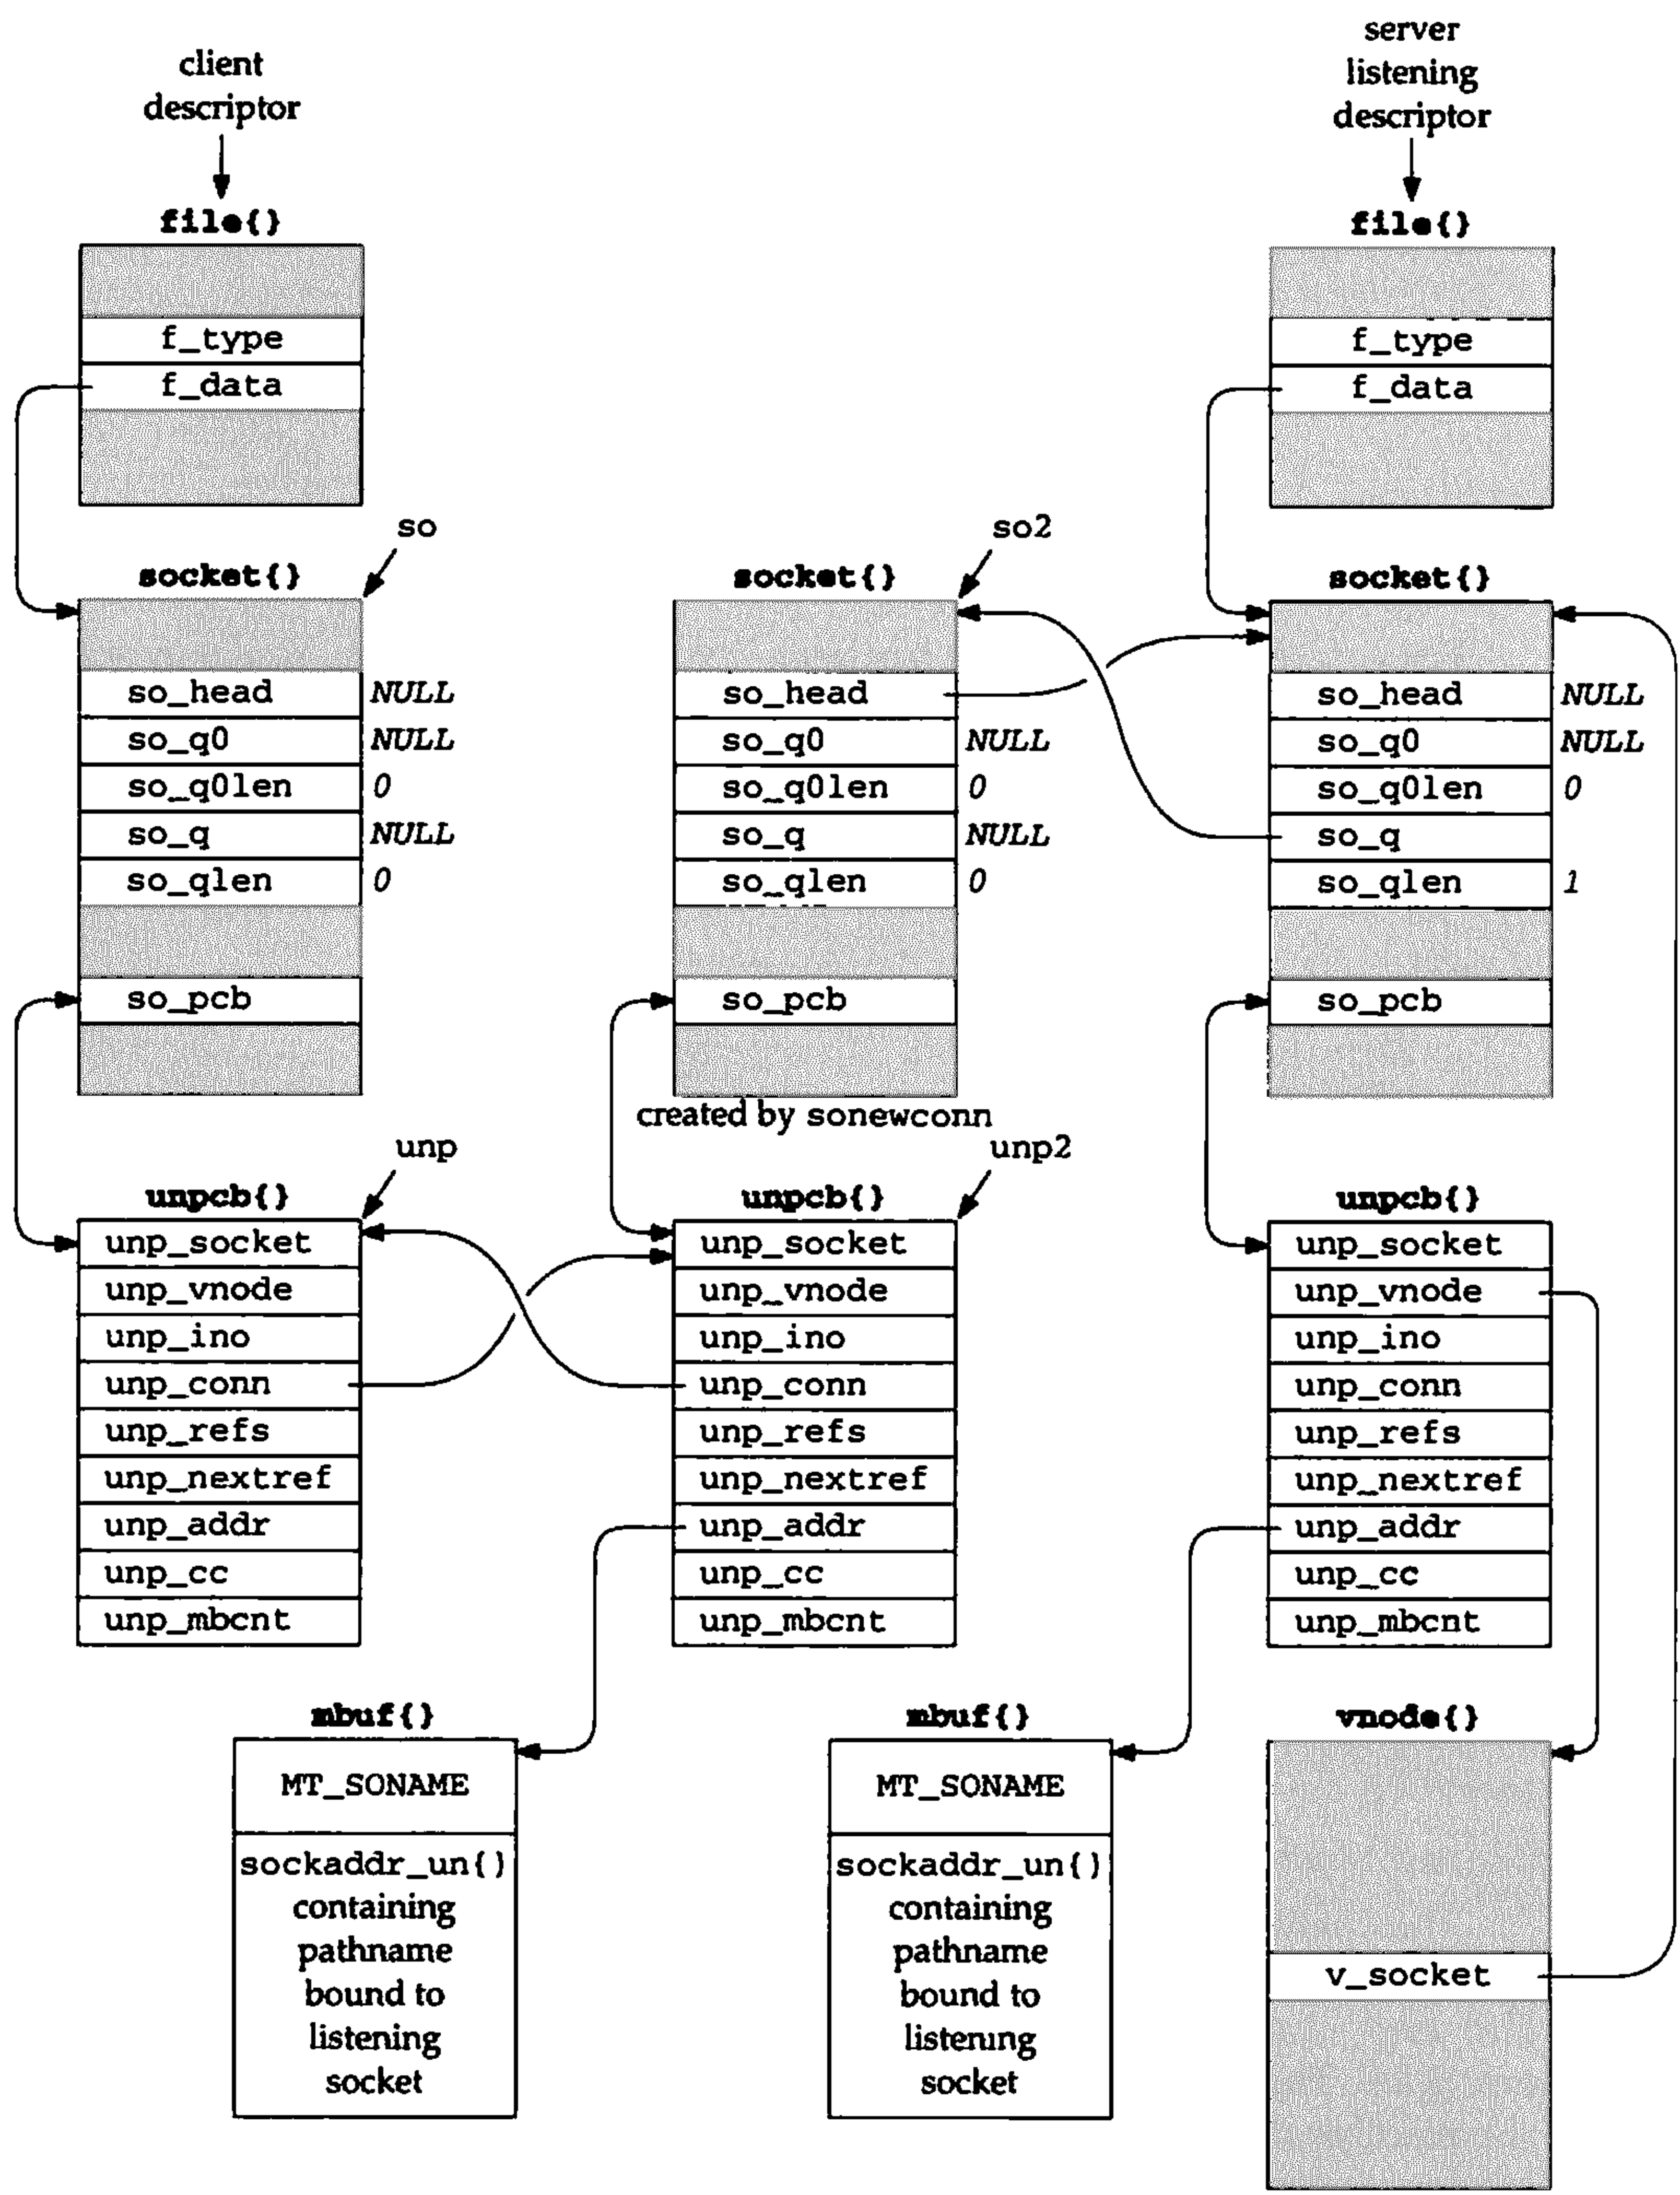 client
descriptor
server
listening
descriptor
file{}
f_type
f_data
file{}
f_type
f_data
so
socket{}
so_head NULL
so_q0 NULL
so_q0len 0
so_q NULL
so_qlen 0
so_pcb
so2
socket{}
so_head
so_q0 NULL
so_q0len 0
so_q NULL
so_qlen 0
so_pcb
created by sonewconn
socket{}
so_head NULL
so_q0 NULL
so_q0len 0
so_q
so_qlen 1
so_pcb
unp
unpcb{}
unp_socket
unp_vnode
unp_ino
unp_conn
unp_refs
unp_nextref
unp_addr
unp_cc
unp_mbcnt
unp2
unpcb{}
unp_socket
unp_vnode
unp_ino
unp_conn
unp_refs
unp_nextref
unp_addr
unp_cc
unp_mbcnt
unpcb{}
unp_socket
unp_vnode
unp_ino
unp_conn
unp_refs
unp_nextref
unp_addr
unp_cc
unp_mbcnt
mbuf{}
MT_SONAME
sockaddr_un{}
containing
pathname
bound to
listening
socket
mbuf{}
MT_SONAME
sockaddr_un{}
containing
pathname
bound to
listening
socket
vnode{}
v_socket